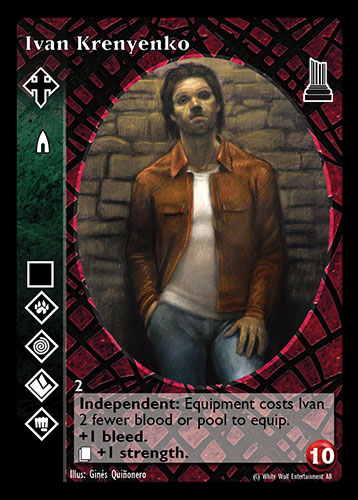 Ivan Krenyenko
2
Independent: Equipment costs Ivan
2 fewer blood or pool to equip.
+1 bleed.
+1 strength.
10
Illus: Ginés Quiñonero
(C) White Wolf Entertainment AB